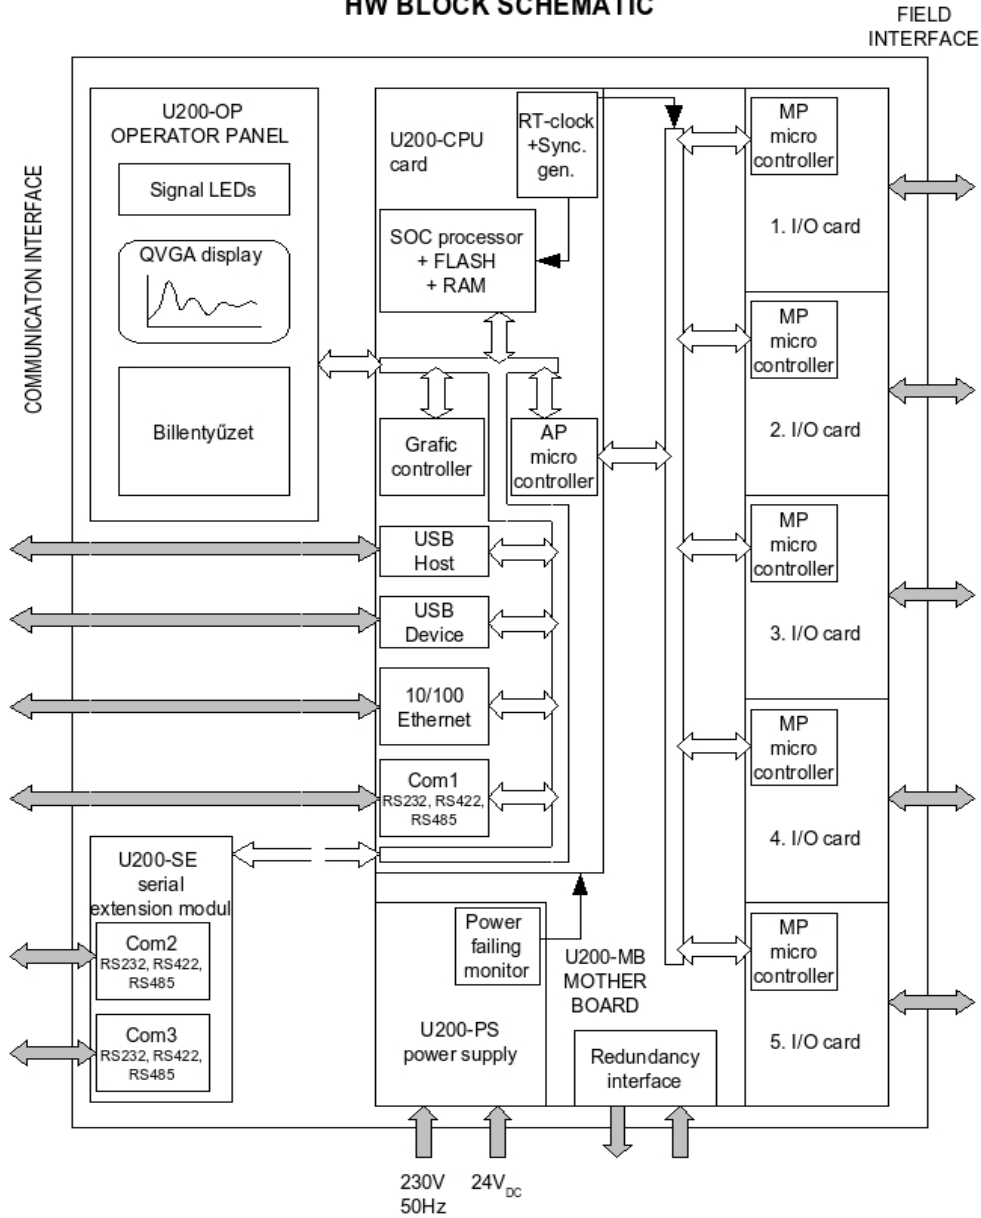 HW BLOCK SCHEMATIC
FIELD
INTERFACE
COMMUNICATON INTERFACE
U200-OP
OPERATOR PANEL
Signal LEDs
QVGA display
Billentyűzet
U200-CPU
card
RT-clock
+Sync.
gen.
SOC processor
+ FLASH
+ RAM
Grafic
controller
AP
micro
controller
USB
Host
USB
Device
10/100
Ethernet
Com1
RS232, RS422,
RS485
U200-SE
serial
extension modul
Com2
RS232, RS422,
RS485
Com3
RS232, RS422,
RS485
Power
failing
monitor
U200-PS
power supply
U200-MB
MOTHER
BOARD
Redundancy
interface
MP
micro
controller
1. I/O card
MP
micro
controller
2. I/O card
MP
micro
controller
3. I/O card
MP
micro
controller
4. I/O card
MP
micro
controller
5. I/O card
230V
50Hz
24V DC